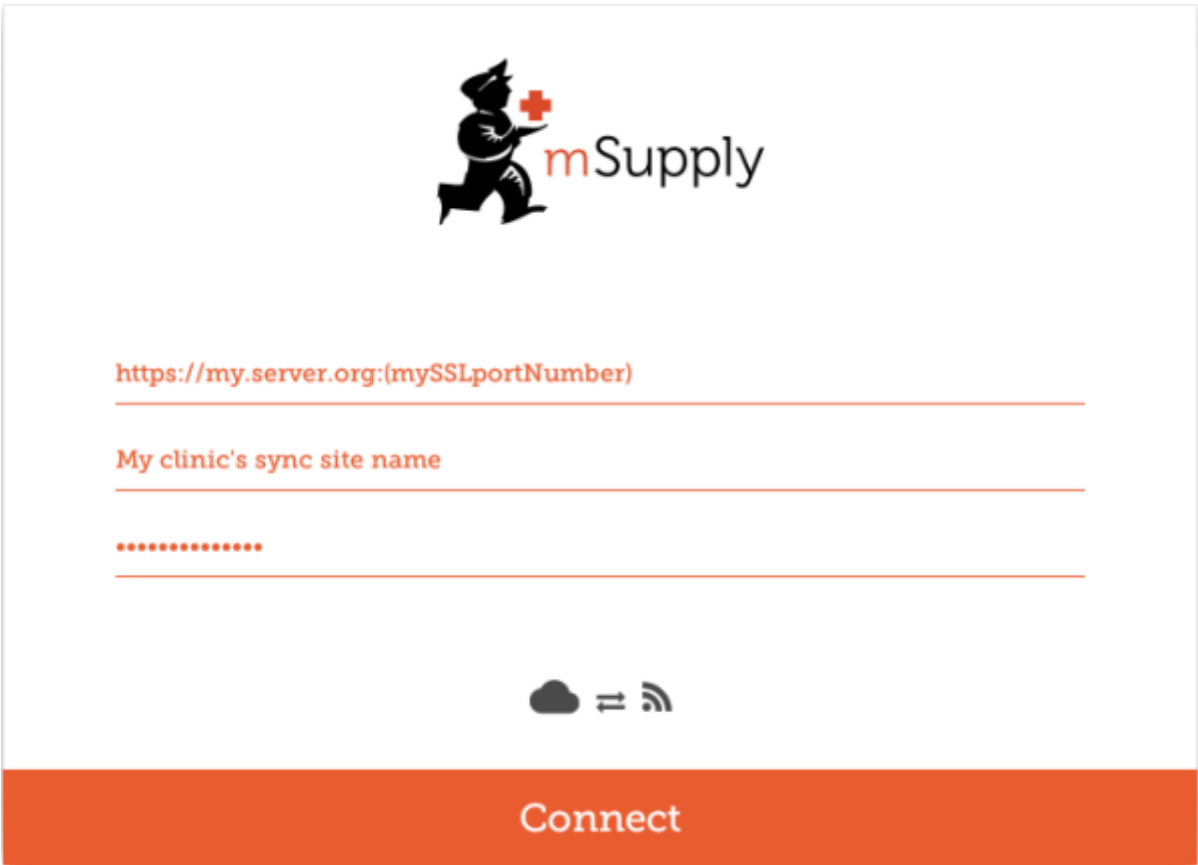 mSupply
https://my.server.org:(mySSLportNumber)
My clinic's sync site name
••••••••••••••
Connect